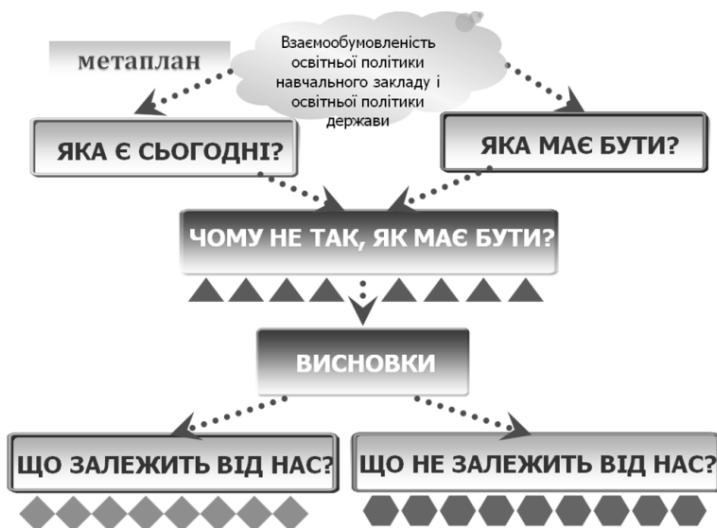 метаплан
Взаємообумовленість
освітньої політики
навчального закладу і
освітньої політики
держави
ЯКА Є СЬОГОДНІ?
ЯКА МАЄ БУТИ?
ЧОМУ НЕ ТАК, ЯК МАЄ БУТИ?
ВИСНОВКИ
ЩО ЗАЛЕЖИТЬ ВІД НАС?
ЩО НЕ ЗАЛЕЖИТЬ ВІД НАС?